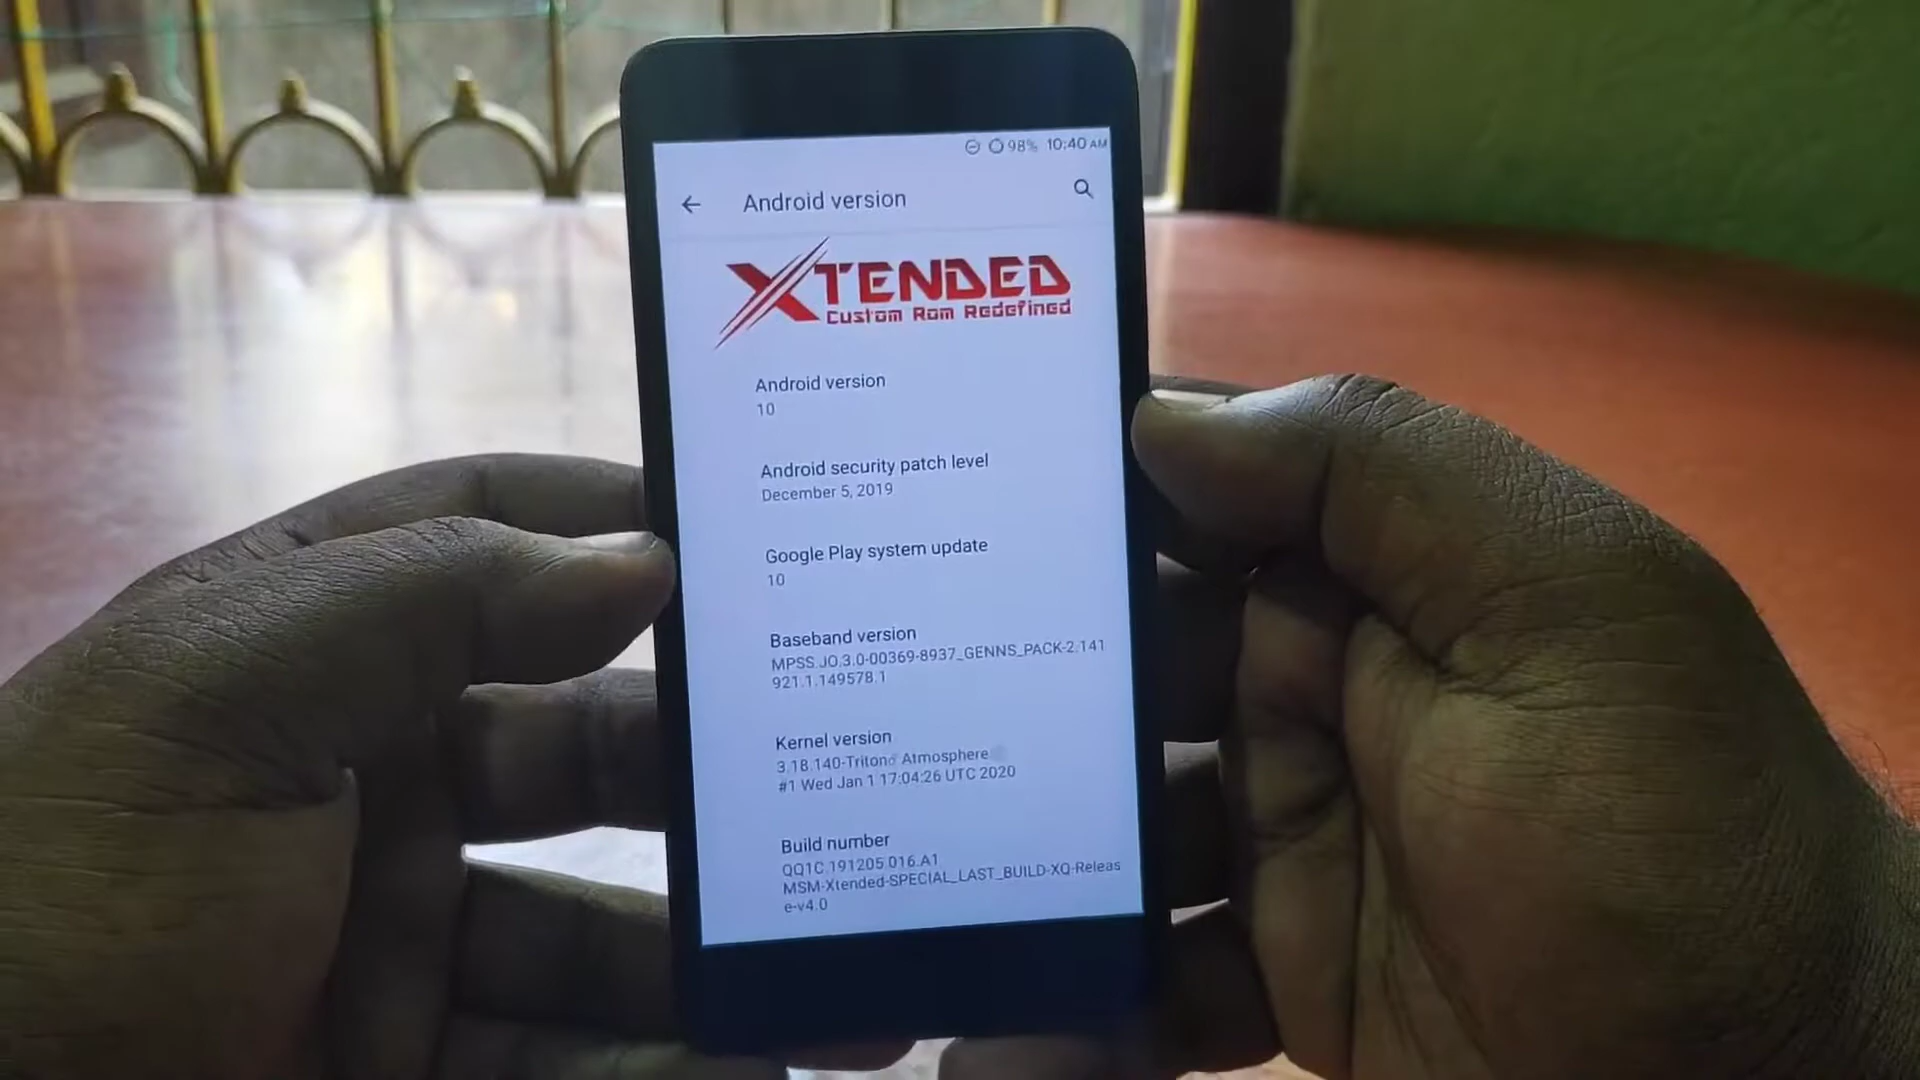 98% 10:40 AM
Android version
XTENDED
Custom Rom Redefined
Android version
10
Android security patch level
December 5, 2019
Google Play system update
10
Baseband version
MPSS.JO.3.0-00369-8937_GENNS_PACK-2.141
921.1.149578.1
Kernel version
3.18.140-Triton Atmosphere
#1 Wed Jan 1 17:04:26 UTC 2020
Build number
QQ1C.191205.016.A1
MSM-Xtended-SPECIAL_LAST_BUILD-XQ-Releas
e-v4.0